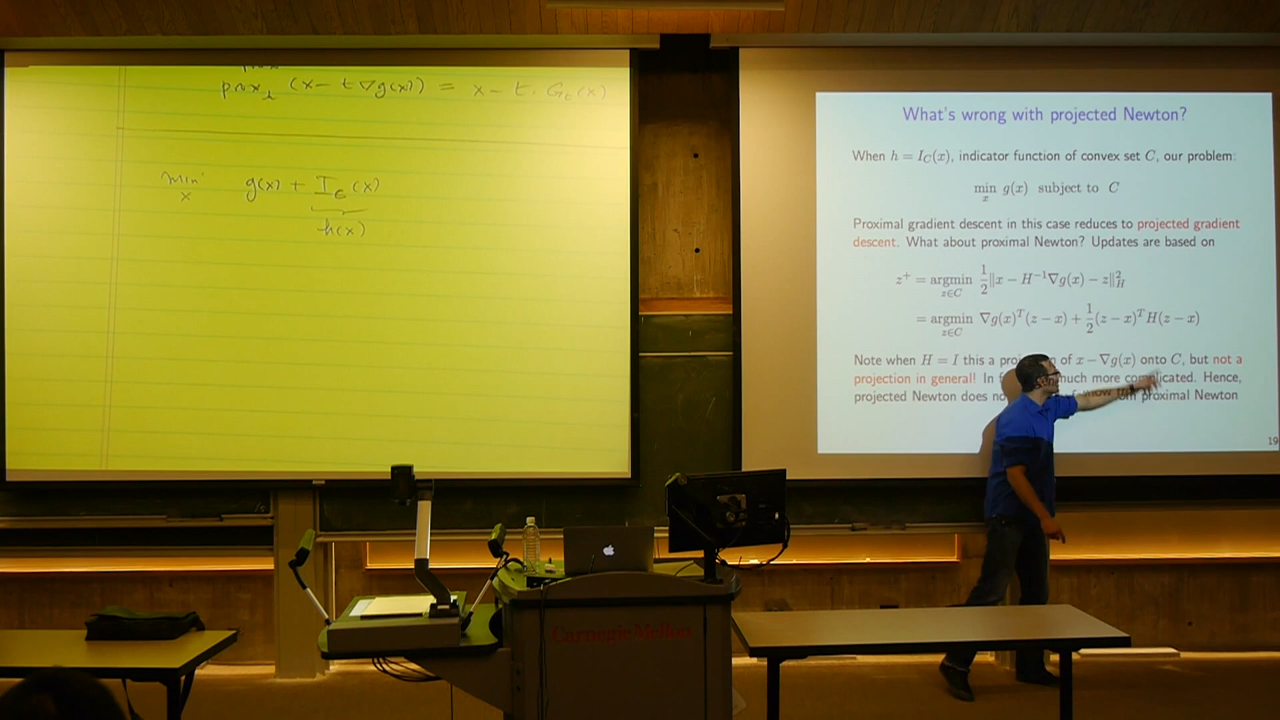 prox_t (x − t ∇g(x)) = x − t. G_t(x)
min g(x) + I_C (x)
x
h(x)
What's wrong with projected Newton?
When h = I_C(x), indicator function of convex set C, our problem:
min_x g(x) subject to C
Proximal gradient descent in this case reduces to projected gradient
descent. What about proximal Newton? Updates are based on
z⁺ = argmin_{z∈C} 1/2 ‖x − H⁻¹∇g(x) − z‖²_H
= argmin_{z∈C} ∇g(x)ᵀ(z − x) + 1/2 (z − x)ᵀH(z − x)
Note when H = I this a of x − ∇g(x) onto C, but not a
projection in general! In much more complicated. Hence,
projected Newton does proximal Newton
19
Carnegie Mellon